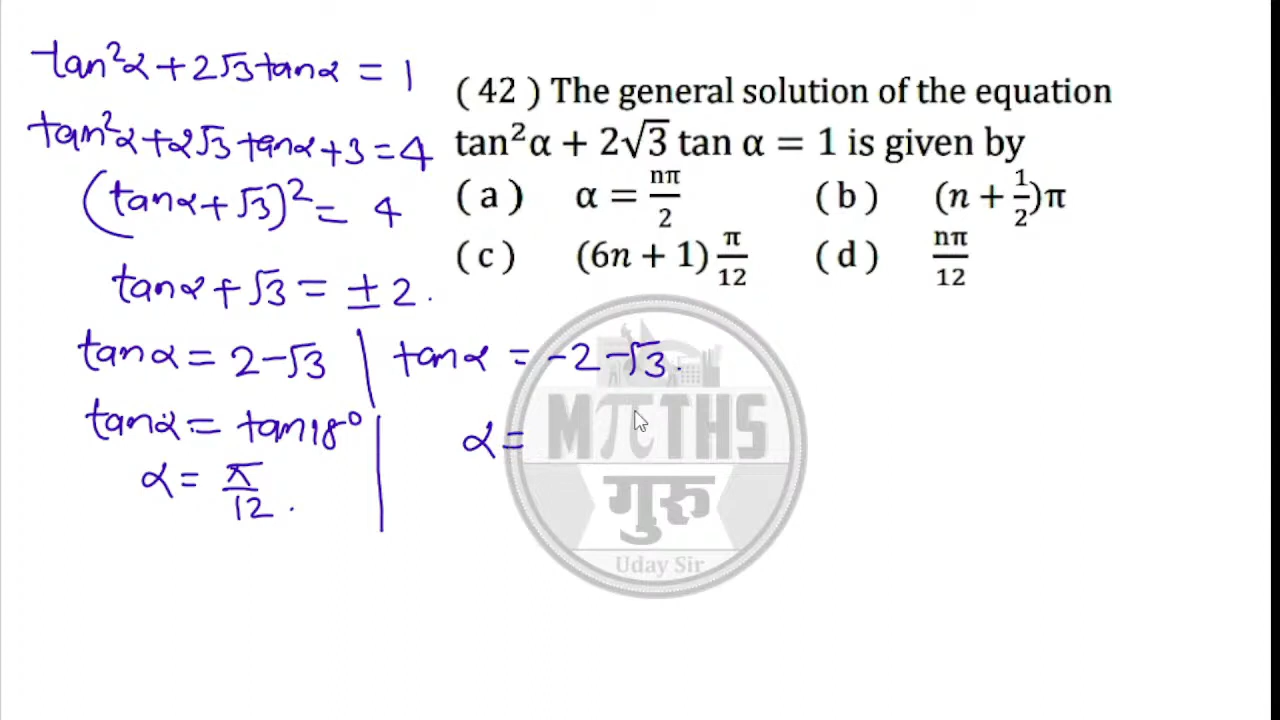 tan²α + 2√3 tanα = 1
tan²α + 2√3 tanα + 3 = 4
(tanα + √3)² = 4
tanα + √3 = ± 2.
tanα = 2 - √3 | tanα = -2 - √3.
tanα = tan18° | α =
α = π/12.
( 42 ) The general solution of the equation
tan²α + 2√3 tan α = 1 is given by
( a ) α = nπ/2 ( b ) (n + 1/2)π
( c ) (6n + 1) π/12 ( d ) nπ/12
MπTHS
गुरु
Uday Sir